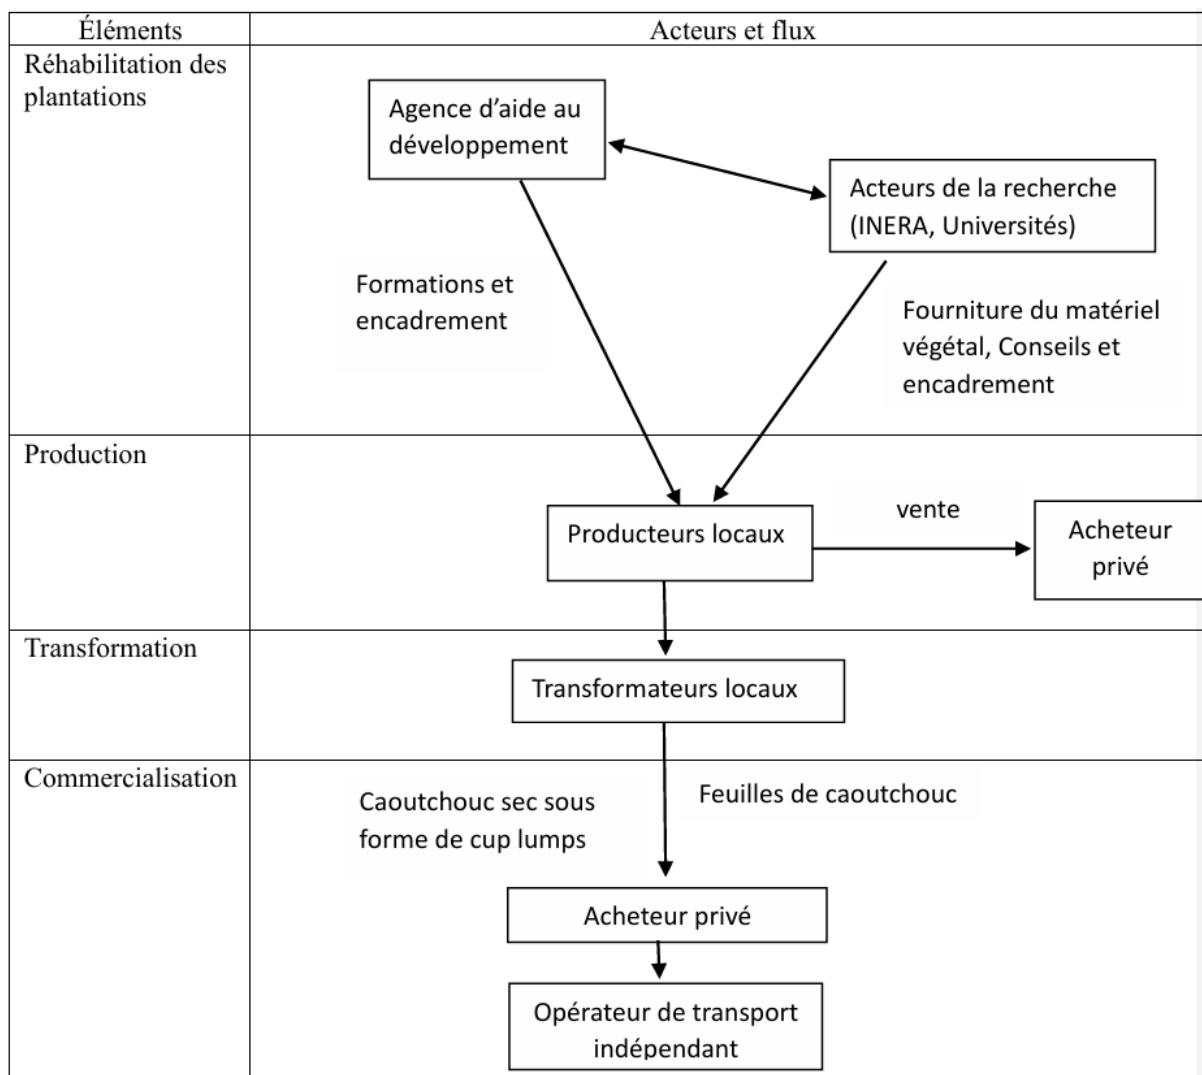 Éléments
Acteurs et flux
Réhabilitation des
plantations
Agence d'aide au
développement
Acteurs de la recherche
(INERA, Universités)
Formations et
encadrement
Fourniture du matériel
végétal, Conseils et
encadrement
Production
Producteurs locaux
vente
Acheteur
privé
Transformation
Transformateurs locaux
Commercialisation
Caoutchouc sec sous
forme de cup lumps
Feuilles de caoutchouc
Acheteur privé
Opérateur de transport
indépendant